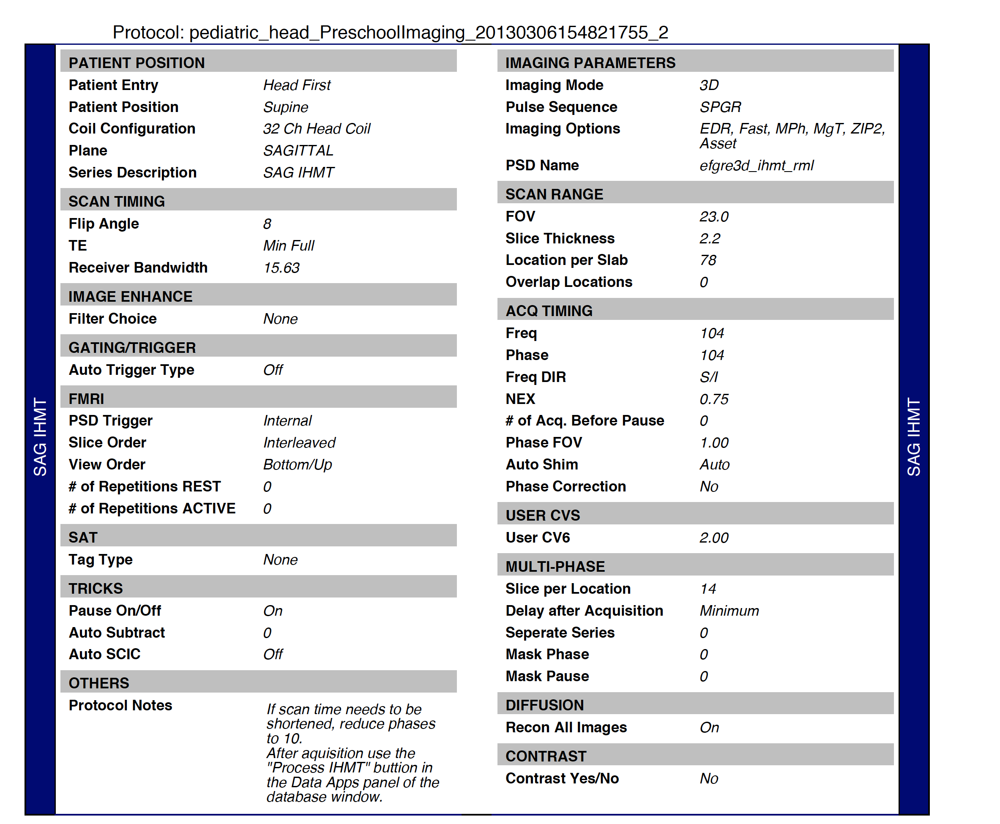 Protocol: pediatric_head_PreschoolImaging_20130306154821755_2
SAG IHMT
PATIENT POSITION
Patient Entry Head First
Patient Position Supine
Coil Configuration 32 Ch Head Coil
Plane SAGITTAL
Series Description SAG IHMT
SCAN TIMING
Flip Angle 8
TE Min Full
Receiver Bandwidth 15.63
IMAGE ENHANCE
Filter Choice None
GATING/TRIGGER
Auto Trigger Type Off
FMRI
PSD Trigger Internal
Slice Order Interleaved
View Order Bottom/Up
# of Repetitions REST 0
# of Repetitions ACTIVE 0
SAT
Tag Type None
TRICKS
Pause On/Off On
Auto Subtract 0
Auto SCIC Off
OTHERS
Protocol Notes If scan time needs to be
shortened, reduce phases
to 10.
After aquisition use the
"Process IHMT" buttion in
the Data Apps panel of the
database window.
IMAGING PARAMETERS
Imaging Mode 3D
Pulse Sequence SPGR
Imaging Options EDR, Fast, MPh, MgT, ZIP2,
Asset
PSD Name efgre3d_ihmt_rml
SCAN RANGE
FOV 23.0
Slice Thickness 2.2
Location per Slab 78
Overlap Locations 0
ACQ TIMING
Freq 104
Phase 104
Freq DIR S/I
NEX 0.75
# of Acq. Before Pause 0
Phase FOV 1.00
Auto Shim Auto
Phase Correction No
USER CVS
User CV6 2.00
MULTI-PHASE
Slice per Location 14
Delay after Acquisition Minimum
Seperate Series 0
Mask Phase 0
Mask Pause 0
DIFFUSION
Recon All Images On
CONTRAST
Contrast Yes/No No
SAG IHMT